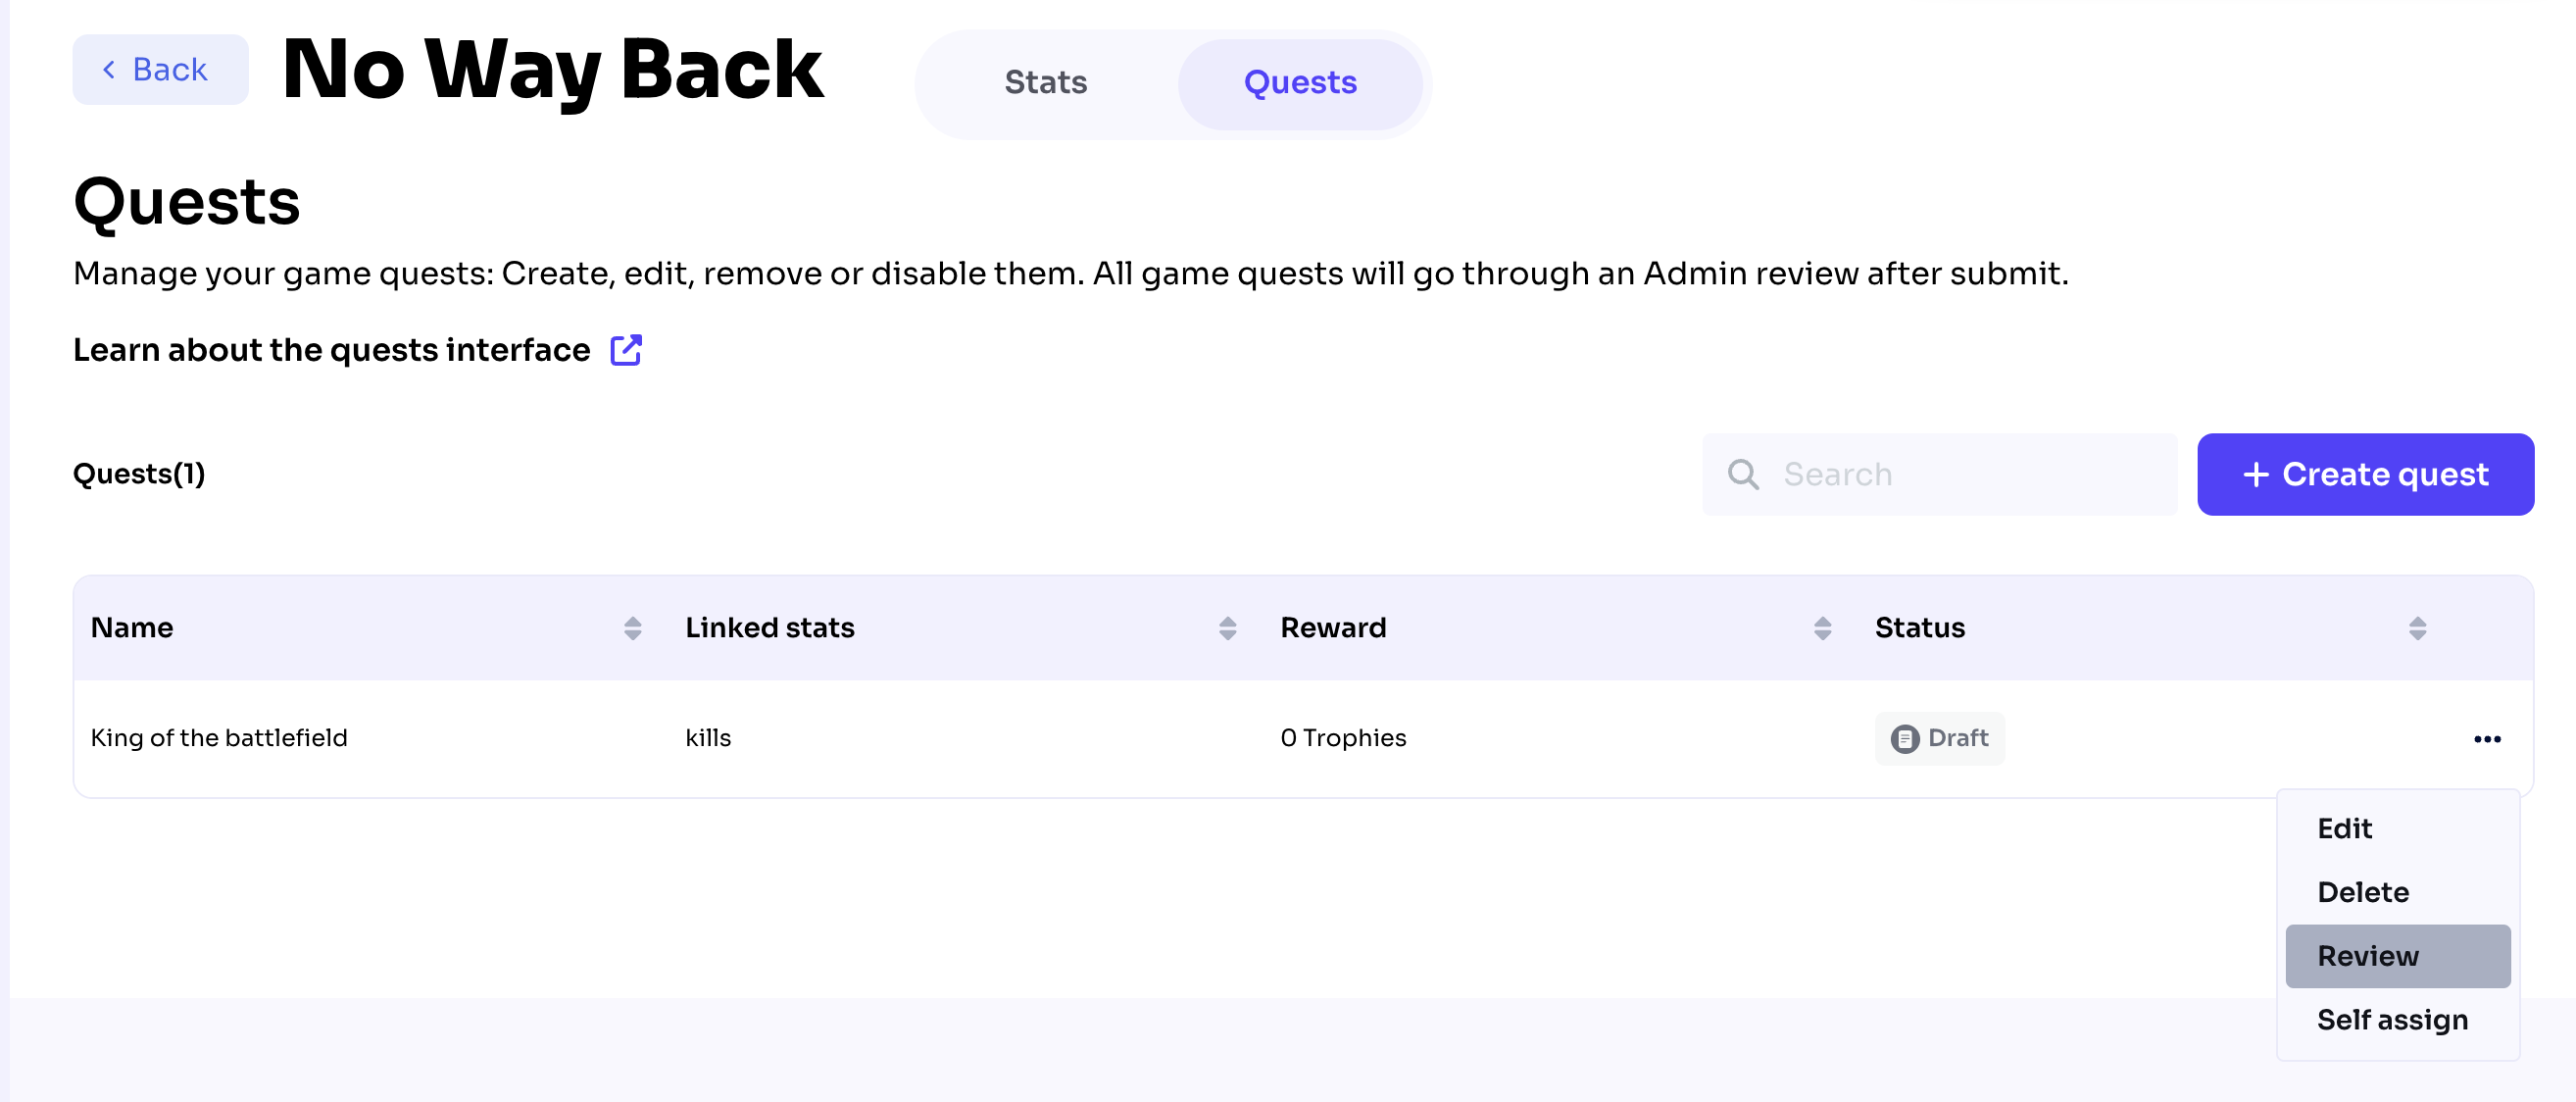 Back
No Way Back
Stats
Quests
Quests
Manage your game quests: Create, edit, remove or disable them. All game quests will go through an Admin review after submit.
Learn about the quests interface
Quests(1)
Search
+ Create quest
Name
Linked stats
Reward
Status
King of the battlefield
kills
0 Trophies
Draft
Edit
Delete
Review
Self assign